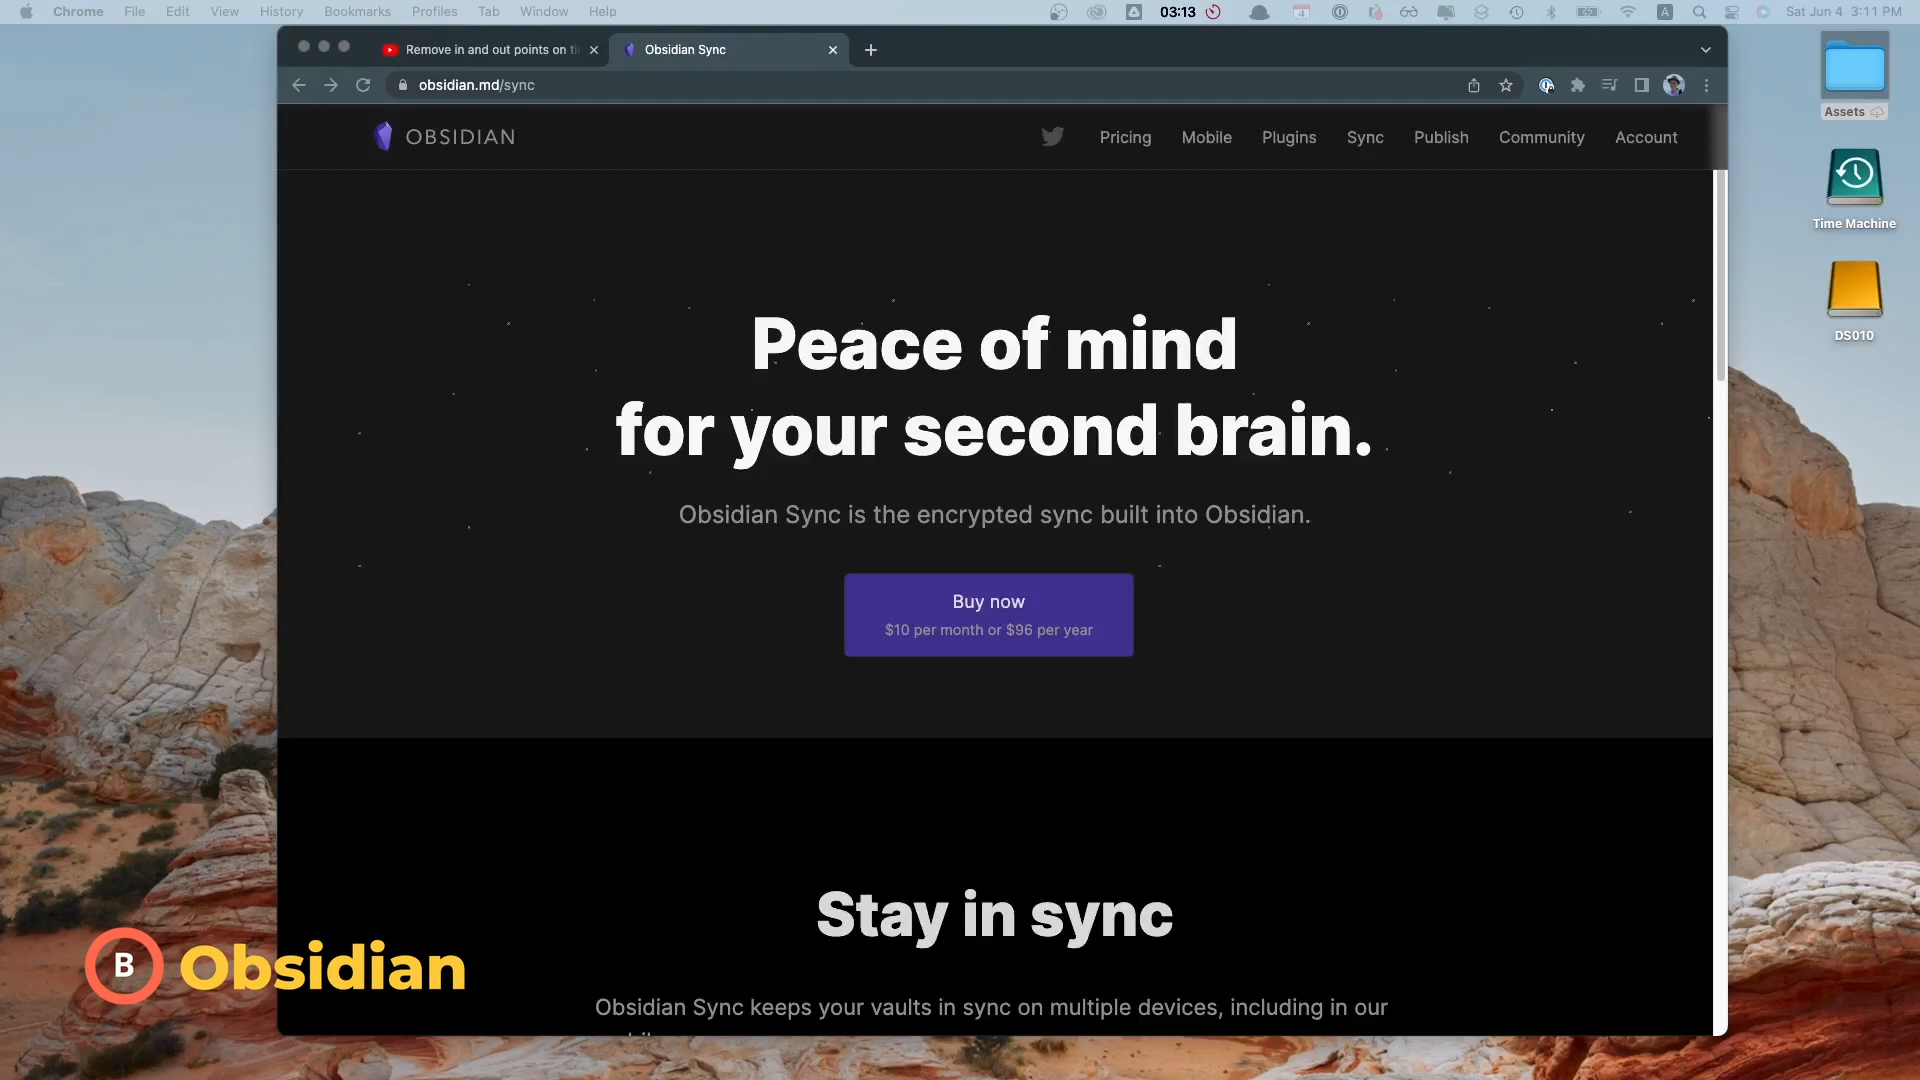 Chrome File Edit View History Bookmarks Profiles Tab Window Help 03:13 4 A Sat Jun 4 3:11 PM
Remove in and out points on ti
Obsidian Sync
obsidian.md/sync
Assets
OBSIDIAN
Pricing Mobile Plugins Sync Publish Community Account
Time Machine
DS010
Peace of mind
for your second brain.
Obsidian Sync is the encrypted sync built into Obsidian.
Buy now
$10 per month or $96 per year
Stay in sync
B Obsidian
Obsidian Sync keeps your vaults in sync on multiple devices, including in our